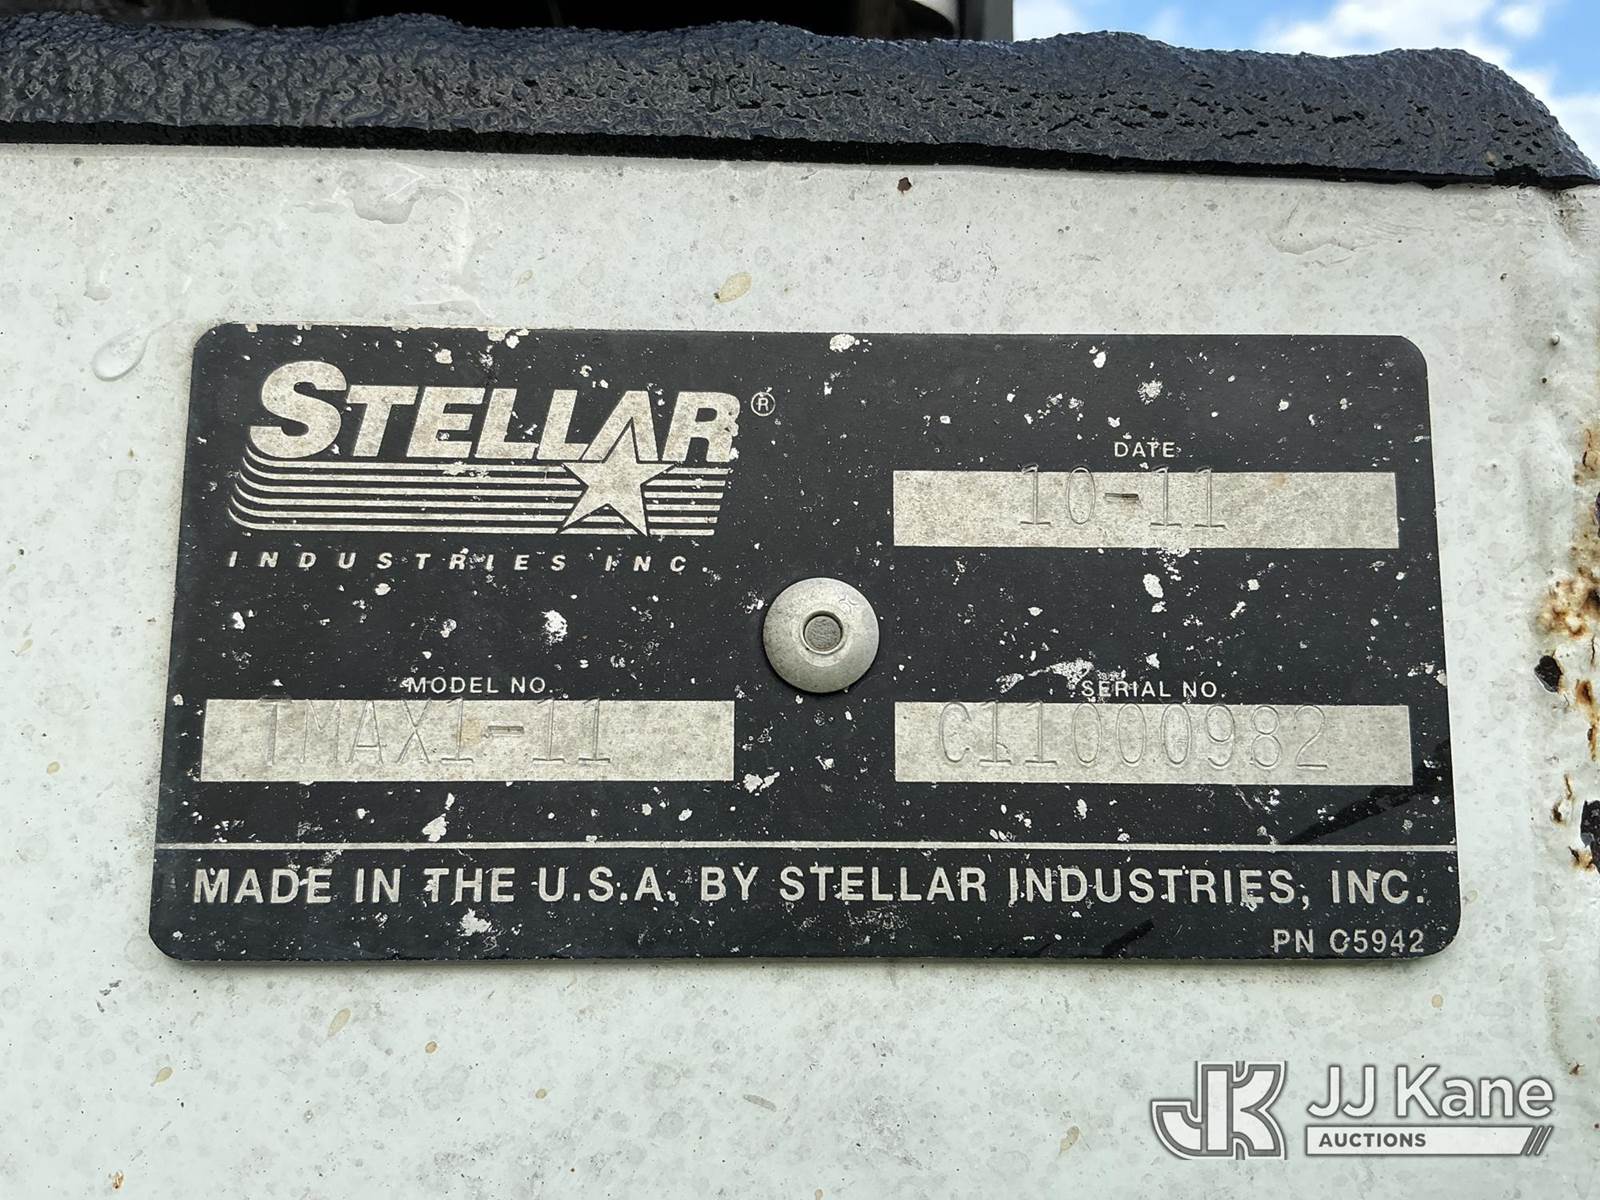 STELLAR®
INDUSTRIES INC.
DATE
10-11
MODEL NO.
TMAX1-11
SERIAL NO.
C11000982
MADE IN THE U.S.A. BY STELLAR INDUSTRIES, INC.
PN C5942
JK JJ Kane
AUCTIONS